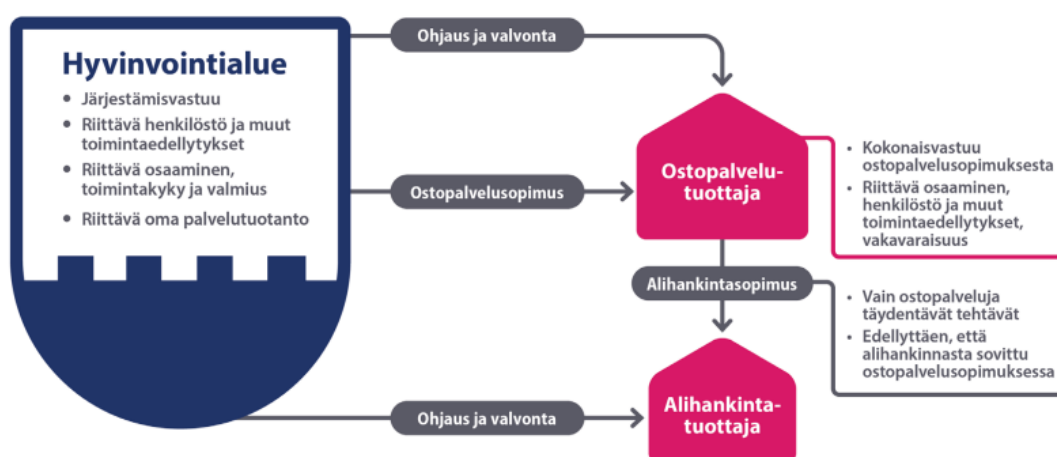 Ohjaus ja valvonta
Hyvinvointialue
• Järjestämisvastuu
• Riittävä henkilöstö ja muut
toimintaedellytykset
• Riittävä osaaminen,
toimintakyky ja valmius
• Riittävä oma palvelutuotanto
Ostopalvelusopimus
Ostopalvelu-
tuottaja
• Kokonaisvastuu
ostopalvelusopimuksesta
• Riittävä osaaminen,
henkilöstö ja muut
toimintaedellytykset,
vakavaraisuus
Alihankintasopimus
• Vain ostopalveluja
täydentävät tehtävät
• Edellyttäen, että
alihankinnasta sovittu
ostopalvelusopimuksessa
Ohjaus ja valvonta
Alihankinta-
tuottaja